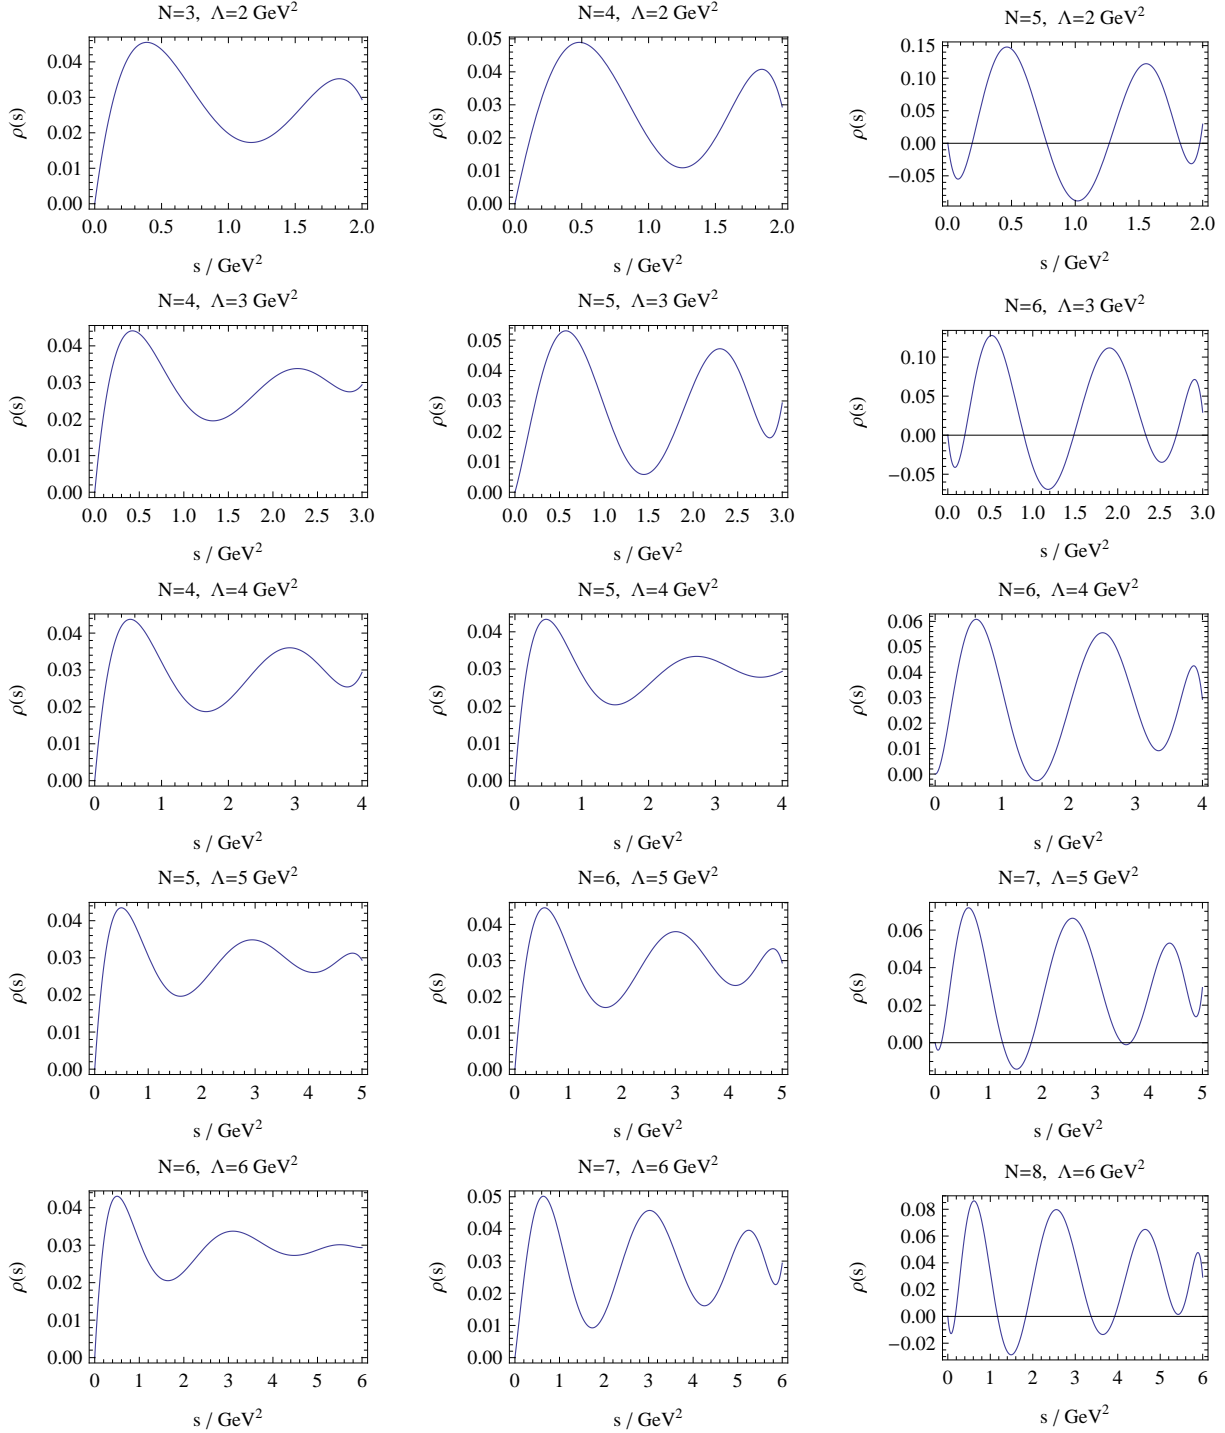 N=3, Λ=2 GeV²
N=4, Λ=2 GeV²
N=5, Λ=2 GeV²
ρ(s)
0.04
0.03
0.02
0.01
0.00
0.0 0.5 1.0 1.5 2.0
s / GeV²
ρ(s)
0.05
0.04
0.03
0.02
0.01
0.00
0.0 0.5 1.0 1.5 2.0
s / GeV²
ρ(s)
0.15
0.10
0.05
0.00
−0.05
0.0 0.5 1.0 1.5 2.0
s / GeV²
N=4, Λ=3 GeV²
N=5, Λ=3 GeV²
N=6, Λ=3 GeV²
ρ(s)
0.04
0.03
0.02
0.01
0.00
0.0 0.5 1.0 1.5 2.0 2.5 3.0
s / GeV²
ρ(s)
0.05
0.04
0.03
0.02
0.01
0.00
0.0 0.5 1.0 1.5 2.0 2.5 3.0
s / GeV²
ρ(s)
0.10
0.05
0.00
−0.05
0.0 0.5 1.0 1.5 2.0 2.5 3.0
s / GeV²
N=4, Λ=4 GeV²
N=5, Λ=4 GeV²
N=6, Λ=4 GeV²
ρ(s)
0.04
0.03
0.02
0.01
0.00
0 1 2 3 4
s / GeV²
ρ(s)
0.04
0.03
0.02
0.01
0.00
0 1 2 3 4
s / GeV²
ρ(s)
0.06
0.05
0.04
0.03
0.02
0.01
0.00
0 1 2 3 4
s / GeV²
N=5, Λ=5 GeV²
N=6, Λ=5 GeV²
N=7, Λ=5 GeV²
ρ(s)
0.04
0.03
0.02
0.01
0.00
0 1 2 3 4 5
s / GeV²
ρ(s)
0.04
0.03
0.02
0.01
0.00
0 1 2 3 4 5
s / GeV²
ρ(s)
0.06
0.04
0.02
0.00
0 1 2 3 4 5
s / GeV²
N=6, Λ=6 GeV²
N=7, Λ=6 GeV²
N=8, Λ=6 GeV²
ρ(s)
0.04
0.03
0.02
0.01
0.00
0 1 2 3 4 5 6
s / GeV²
ρ(s)
0.05
0.04
0.03
0.02
0.01
0.00
0 1 2 3 4 5 6
s / GeV²
ρ(s)
0.08
0.06
0.04
0.02
0.00
−0.02
0 1 2 3 4 5 6
s / GeV²